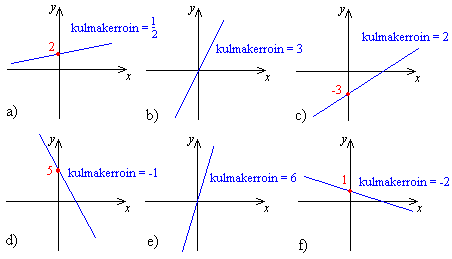 y
kulmakerroin = 1/2
2
x
a)
y
kulmakerroin = 3
x
b)
y
kulmakerroin = 2
-3
x
c)
y
5
kulmakerroin = -1
x
d)
y
kulmakerroin = 6
x
e)
y
1
kulmakerroin = -2
x
f)